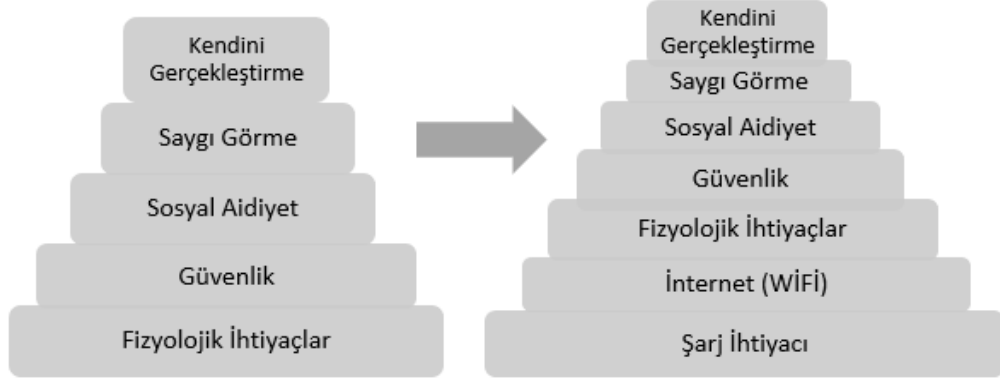 Kendini
Gerçekleştirme
Saygı Görme
Sosyal Aidiyet
Güvenlik
Fizyolojik İhtiyaçlar
Kendini
Gerçekleştirme
Saygı Görme
Sosyal Aidiyet
Güvenlik
Fizyolojik İhtiyaçlar
İnternet (WİFİ)
Şarj İhtiyacı